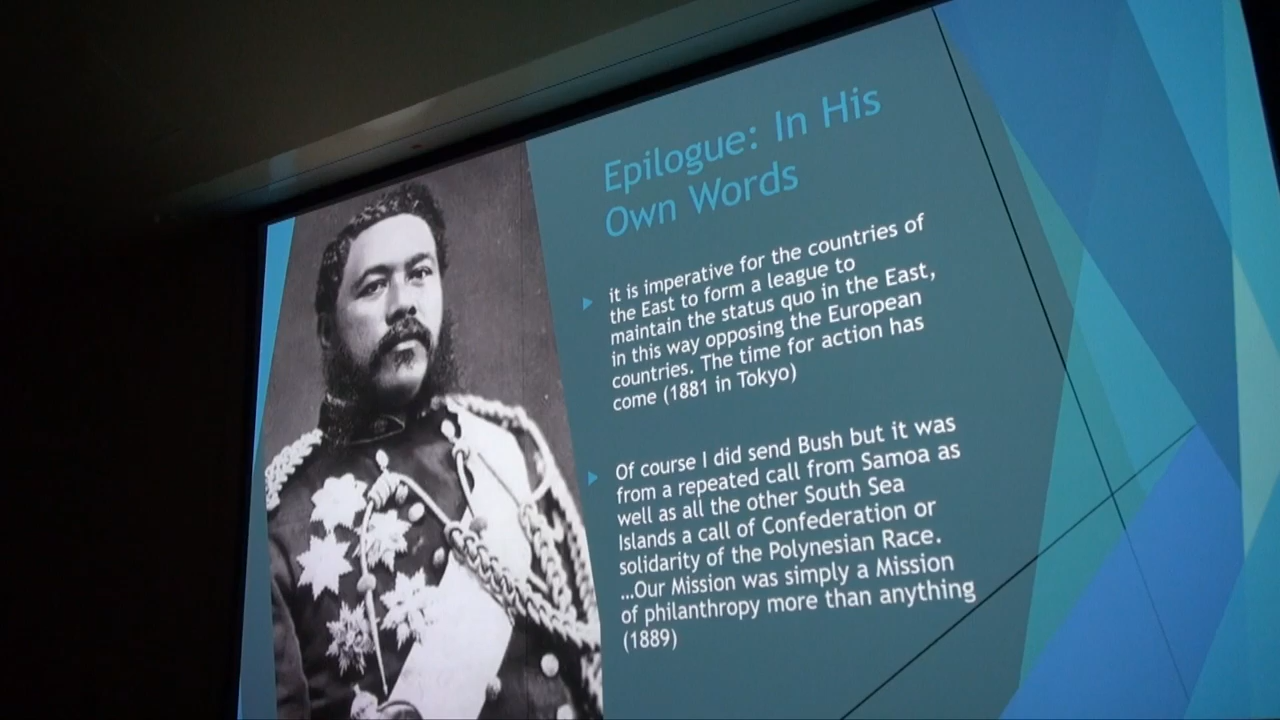 Epilogue: In His
Own Words
it is imperative for the countries of
the East to form a league to
maintain the status quo in the East,
in this way opposing the European
countries. The time for action has
come (1881 in Tokyo)
Of course I did send Bush but it was
from a repeated call from Samoa as
well as all the other South Sea
Islands a call of Confederation or
solidarity of the Polynesian Race.
...Our Mission was simply a Mission
of philanthropy more than anything
(1889)